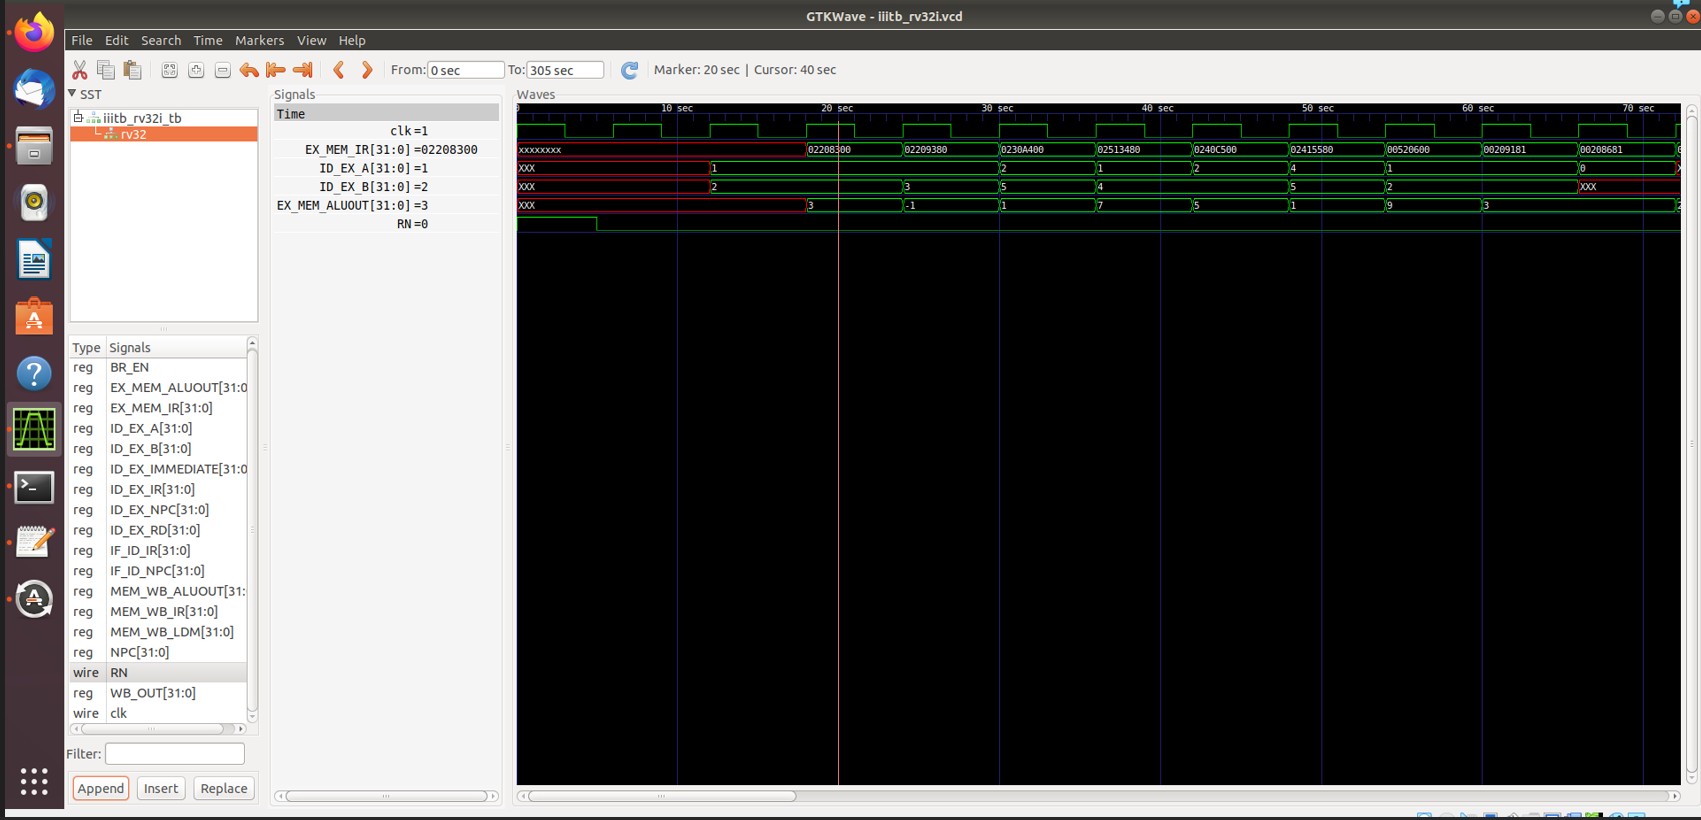 GTKWave - iiitb_rv32i.vcd
File Edit Search Time Markers View Help
From: 0 sec To: 305 sec Marker: 20 sec | Cursor: 40 sec
SST
iiitb_rv32i_tb
rv32
Signals
Time
clk =1
EX_MEM_IR[31:0] =02208300
ID_EX_A[31:0] =1
ID_EX_B[31:0] =2
EX_MEM_ALUOUT[31:0] =3
RN =0
Waves
10 sec 20 sec 30 sec 40 sec 50 sec 60 sec 70 sec
xxxxxxxx 02208300 02209380 0230A400 02513480 0240C500 02415580 00520600 00209181 00208681
XXX 1 2 1 2 4 1 0
XXX 2 3 5 4 5 2 XXX
XXX 3 -1 1 7 5 1 9 3 2
Type Signals
reg BR_EN
reg EX_MEM_ALUOUT[31:0
reg EX_MEM_IR[31:0]
reg ID_EX_A[31:0]
reg ID_EX_B[31:0]
reg ID_EX_IMMEDIATE[31:0
reg ID_EX_IR[31:0]
reg ID_EX_NPC[31:0]
reg ID_EX_RD[31:0]
reg IF_ID_IR[31:0]
reg IF_ID_NPC[31:0]
reg MEM_WB_ALUOUT[31:
reg MEM_WB_IR[31:0]
reg MEM_WB_LDM[31:0]
reg NPC[31:0]
wire RN
reg WB_OUT[31:0]
wire clk
Filter:
Append Insert Replace